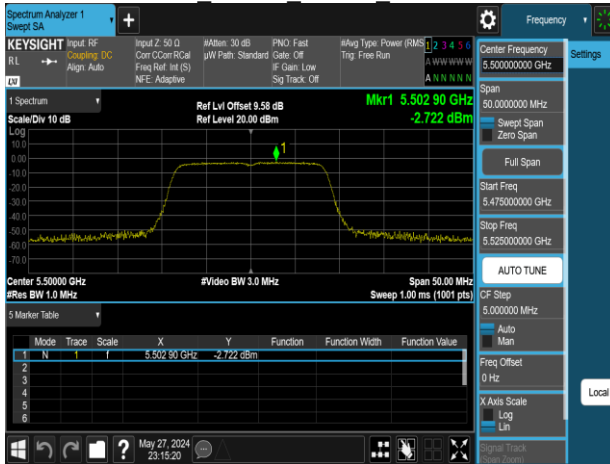 Spectrum Analyzer 1
Swept SA
+
Frequency
KEYSIGHT
RL
LXI
Input: RF
Coupling: DC
Align: Auto
Input Z: 50 Ω
Corr CCorr RCal
Freq Ref: Int (S)
NFE: Adaptive
#Atten: 30 dB
µW Path: Standard
PNO: Fast
Gate: Off
IF Gain: Low
Sig Track: Off
#Avg Type: Power (RMS
Trig: Free Run
1 2 3 4 5 6
A W W W W W
A N N N N N
1 Spectrum
Scale/Div 10 dB
Log
Ref Lvl Offset 9.58 dB
Ref Level 20.00 dBm
Mkr1 5.502 90 GHz
-2.722 dBm
10.0
0.00
-10.0
-20.0
-30.0
-40.0
-50.0
-60.0
-70.0
1
Center 5.50000 GHz
#Res BW 1.0 MHz
#Video BW 3.0 MHz
Span 50.00 MHz
Sweep 1.00 ms (1001 pts)
5 Marker Table
Mode Trace Scale X Y Function Function Width Function Value
1 N 1 f 5.502 90 GHz -2.722 dBm
2
3
4
5
6
?
May 27, 2024
23:15:20
Center Frequency
5.500000000 GHz
Settings
Span
50.0000000 MHz
Swept Span
Zero Span
Full Span
Start Freq
5.475000000 GHz
Stop Freq
5.525000000 GHz
AUTO TUNE
CF Step
5.000000 MHz
Auto
Man
Freq Offset
0 Hz
X Axis Scale
Log
Lin
Local
Signal Track
(Span Zoom)